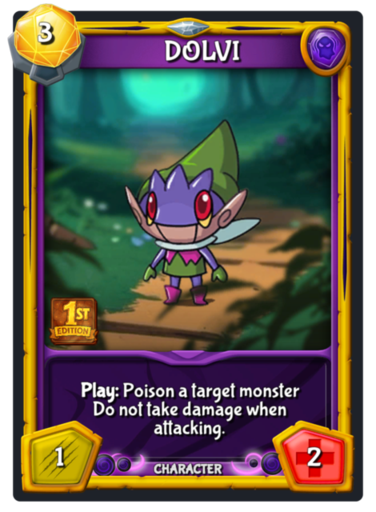 3
DOLVI
1ST
EDITION
Play: Poison a target monster
Do not take damage when
attacking.
1
CHARACTER
2